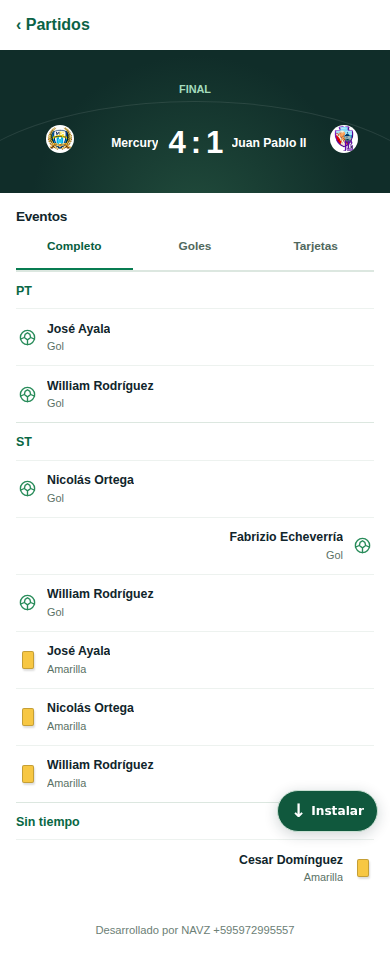 ‹ Partidos
FINAL
Mercury 4 : 1 Juan Pablo II
Eventos
Completo Goles Tarjetas
PT
José Ayala
Gol
William Rodríguez
Gol
ST
Nicolás Ortega
Gol
Fabrizio Echeverría
Gol
William Rodríguez
Gol
José Ayala
Amarilla
Nicolás Ortega
Amarilla
William Rodríguez
Amarilla
↓ Instalar
Sin tiempo
Cesar Domínguez
Amarilla
Desarrollado por NAVZ +595972995557